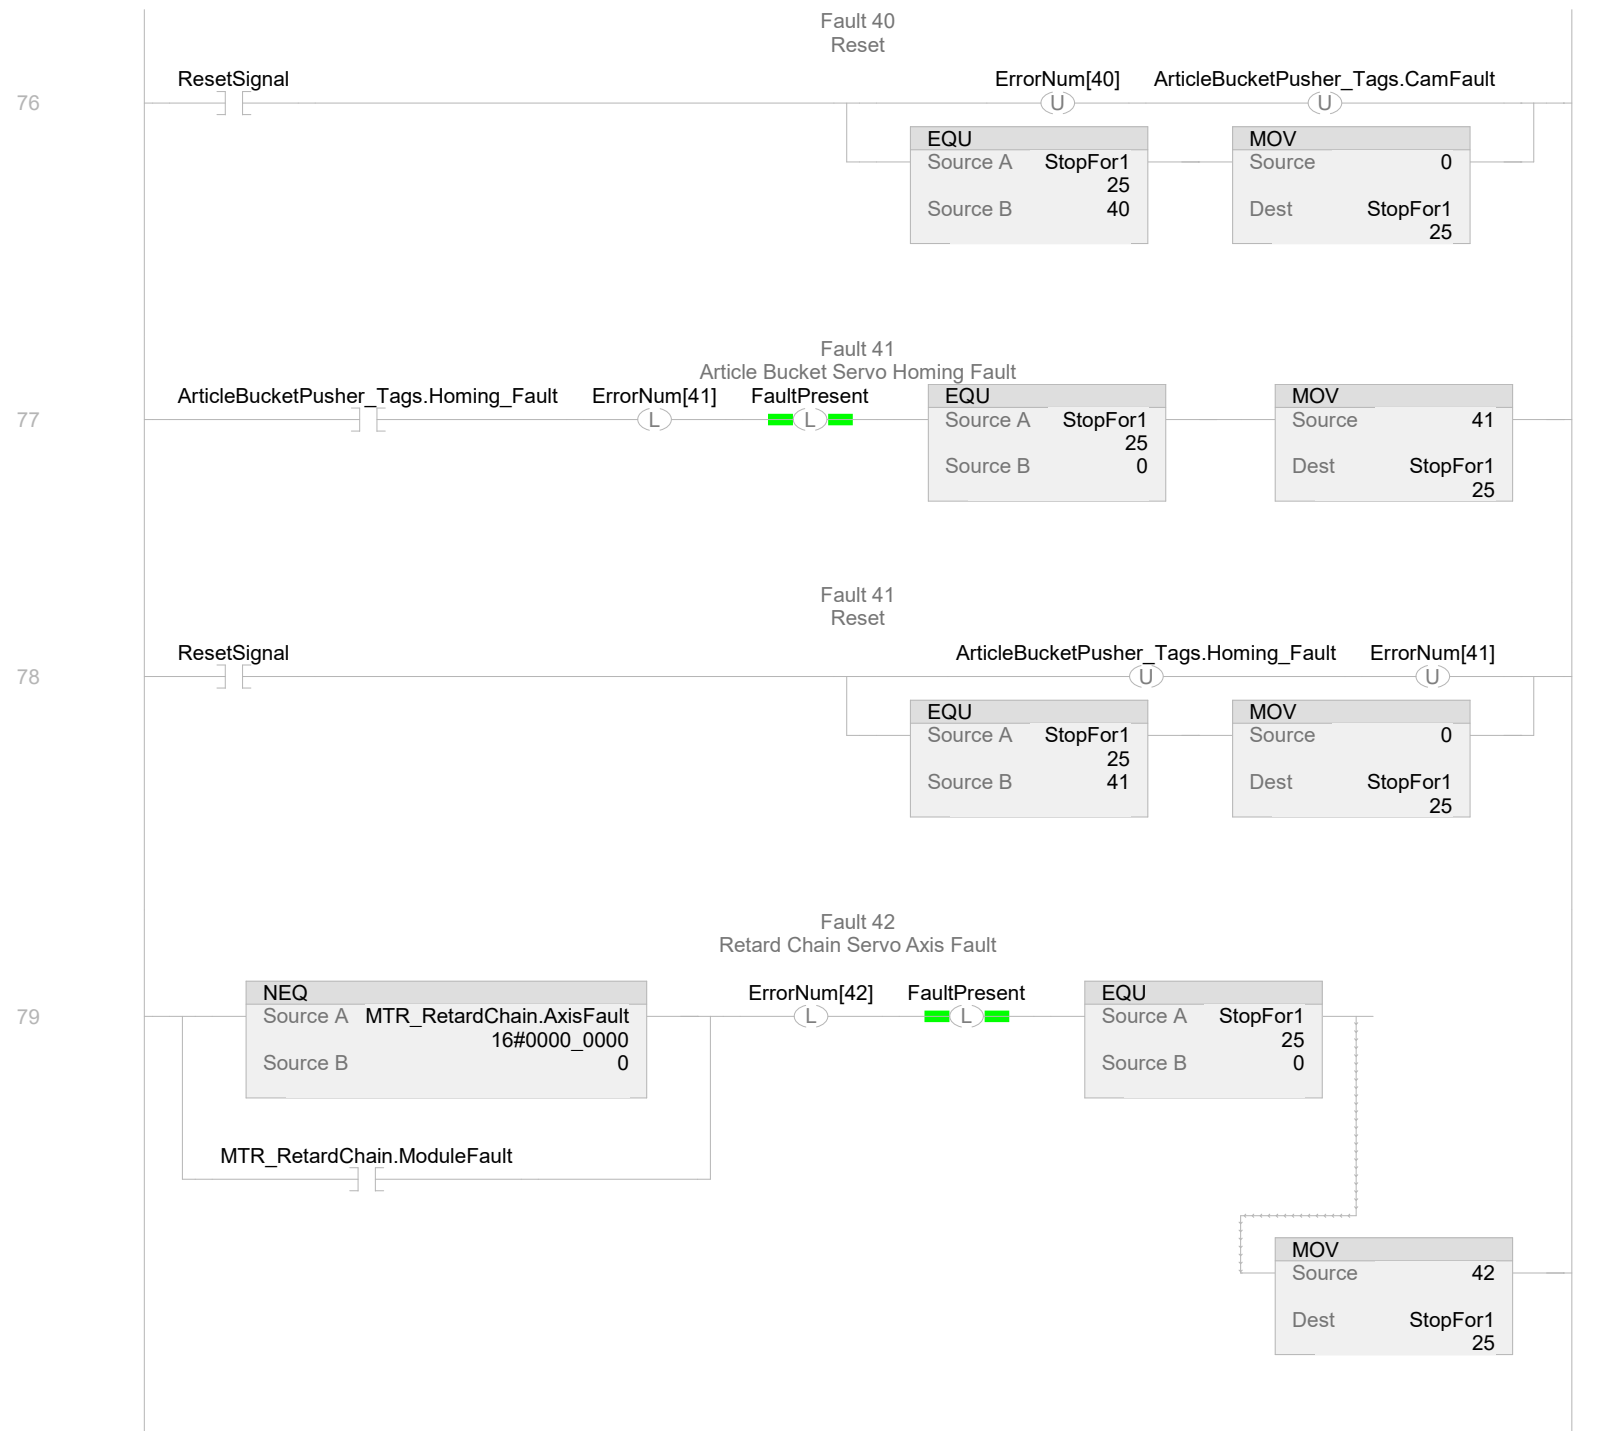 Fault 40
Reset
ResetSignal
ErrorNum[40]
ArticleBucketPusher_Tags.CamFault
76
U
U
EQU
Source A
StopFor1
25
Source B
40
MOV
Source
0
Dest
StopFor1
25
Fault 41
Article Bucket Servo Homing Fault
ArticleBucketPusher_Tags.Homing_Fault
ErrorNum[41]
FaultPresent
77
L
L
EQU
Source A
StopFor1
25
Source B
0
MOV
Source
41
Dest
StopFor1
25
Fault 41
Reset
ResetSignal
ArticleBucketPusher_Tags.Homing_Fault
ErrorNum[41]
78
U
U
EQU
Source A
StopFor1
25
Source B
41
MOV
Source
0
Dest
StopFor1
25
Fault 42
Retard Chain Servo Axis Fault
79
NEQ
Source A
MTR_RetardChain.AxisFault
16#0000_0000
Source B
0
MTR_RetardChain.ModuleFault
ErrorNum[42]
L
FaultPresent
L
EQU
Source A
StopFor1
25
Source B
0
MOV
Source
42
Dest
StopFor1
25